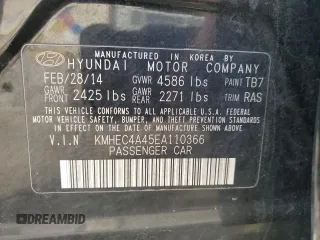 MANUFACTURED IN KOREA BY
HYUNDAI MOTOR COMPANY
FEB/28/14 GVWR 4586 lbs PAINT TB7
GAWR FRONT 2425 lbs GAWR REAR 2271 lbs TRIM RAS
THIS VEHICLE CONFORMS TO ALL APPLICABLE
FEDERAL MOTOR VEHICLE SAFETY, BUMPER,
AND THEFT PREVENTION STANDARDS IN EFFECT
ON THE DATE OF MANUFACTURE SHOWN ABOVE.
V.I.N KMHEC4A45EA110366
PASSENGER CAR
DREAMBID